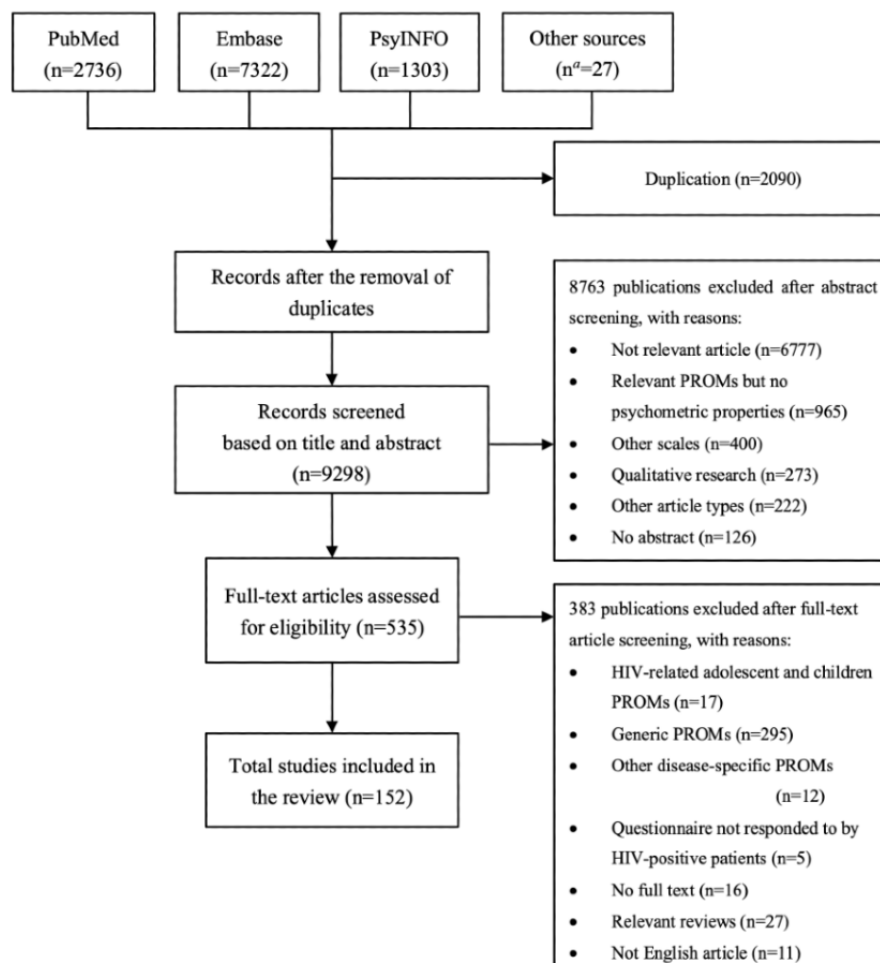 PubMed
(n=2736)
Embase
(n=7322)
PsyINFO
(n=1303)
Other sources
(nᵃ=27)
Duplication (n=2090)
Records after the removal of
duplicates
8763 publications excluded after abstract
screening, with reasons:
• Not relevant article (n=6777)
• Relevant PROMs but no
psychometric properties (n=965)
• Other scales (n=400)
• Qualitative research (n=273)
• Other article types (n=222)
• No abstract (n=126)
Records screened
based on title and abstract
(n=9298)
Full-text articles assessed
for eligibility (n=535)
383 publications excluded after full-text
article screening, with reasons:
• HIV-related adolescent and children
PROMs (n=17)
• Generic PROMs (n=295)
• Other disease-specific PROMs
(n=12)
• Questionnaire not responded to by
HIV-positive patients (n=5)
• No full text (n=16)
• Relevant reviews (n=27)
• Not English article (n=11)
Total studies included in
the review (n=152)